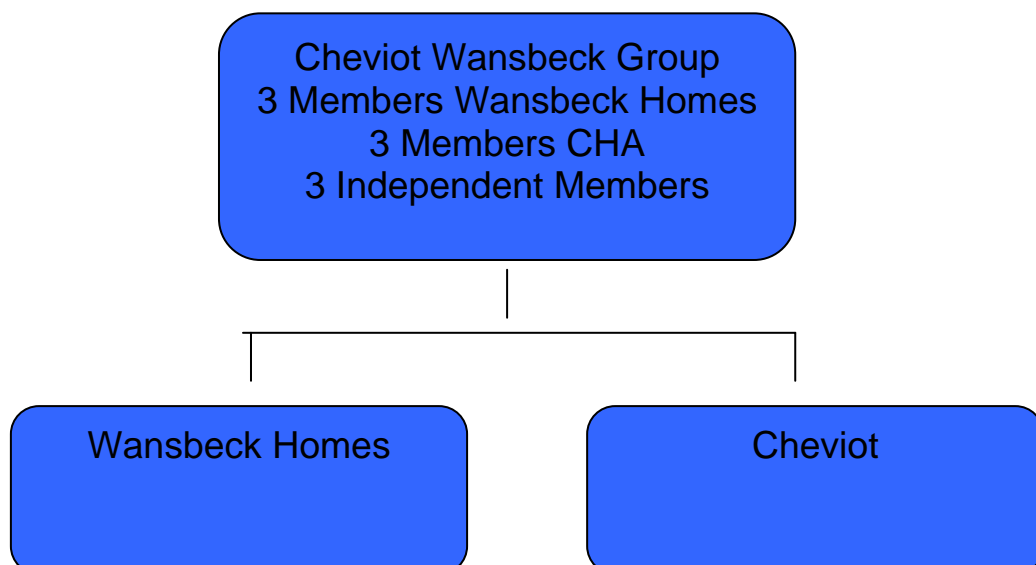 Cheviot Wansbeck Group
3 Members Wansbeck Homes
3 Members CHA
3 Independent Members
Wansbeck Homes
Cheviot